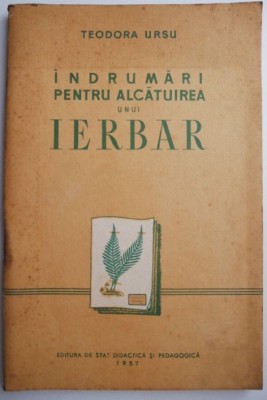 TEODORA URSU
ÎNDRUMĂRI
PENTRU ALCĂTUIREA
UNUI
IERBAR
EDITURA DE STAT DIDACTICĂ ȘI PEDAGOGICĂ
1957